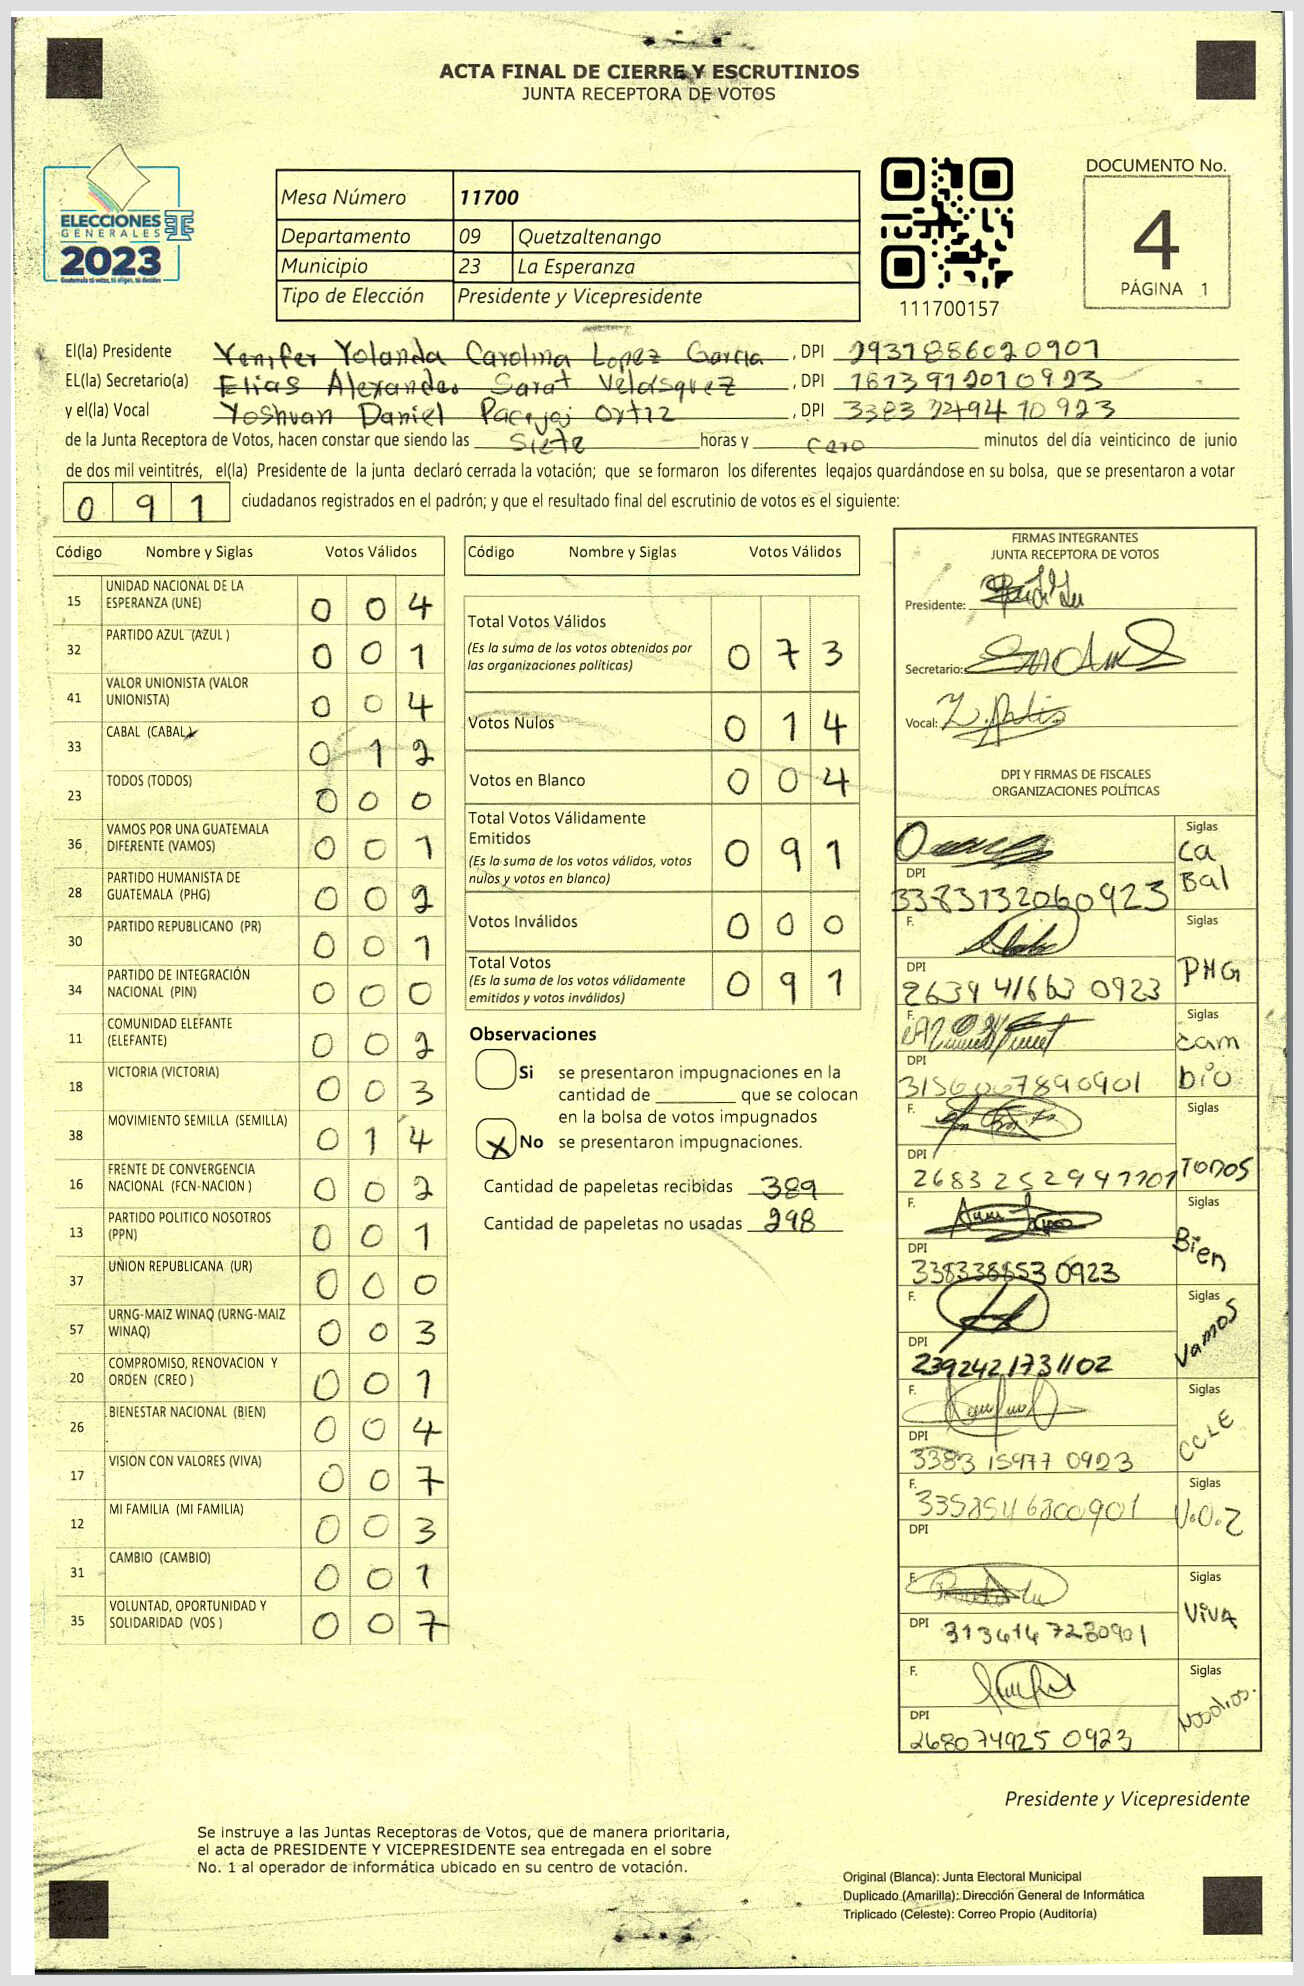 ACTA FINAL DE CIERRE Y ESCRUTINIOS
JUNTA RECEPTORA DE VOTOS
ELECCIONES
GENERALES
2023
Mesa Número 11700
Departamento 09 Quetzaltenango
Municipio 23 La Esperanza
Tipo de Elección Presidente y Vicepresidente
111700157
DOCUMENTO No.
4
PÁGINA 1
El(la) Presidente Yenifer Yolanda Carolina Lopez Garcia, DPI 2937856020901
EL(la) Secretario(a) Elias Alexander Sarat Velasquez, DPI 1613912010923
y el(la) Vocal Yoshuan Daniel Ortiz, DPI 3383 2494 10923
de la Junta Receptora de Votos, hacen constar que siendo las Siete horas y cero minutos del día veinticinco de junio
de dos mil veintitrés, el(la) Presidente de la junta declaró cerrada la votación; que se formaron los diferentes legajos quardándose en su bolsa, que se presentaron a votar
0 9 1 ciudadanos registrados en el padrón; y que el resultado final del escrutinio de votos es el siguiente:
Código Nombre y Siglas Votos Válidos
15 UNIDAD NACIONAL DE LA ESPERANZA (UNE) 0 0 4
32 PARTIDO AZUL (AZUL ) 0 0 1
41 VALOR UNIONISTA (VALOR UNIONISTA) 0 0 4
33 CABAL (CABAL) 0 1 2
23 TODOS (TODOS) 0 0 0
36 VAMOS POR UNA GUATEMALA DIFERENTE (VAMOS) 0 0 1
28 PARTIDO HUMANISTA DE GUATEMALA (PHG) 0 0 2
30 PARTIDO REPUBLICANO (PR) 0 0 1
34 PARTIDO DE INTEGRACIÓN NACIONAL (PIN) 0 0 0
11 COMUNIDAD ELEFANTE (ELEFANTE) 0 0 2
18 VICTORIA (VICTORIA) 0 0 3
38 MOVIMIENTO SEMILLA (SEMILLA) 0 1 4
16 FRENTE DE CONVERGENCIA NACIONAL (FCN-NACION ) 0 0 2
13 PARTIDO POLITICO NOSOTROS (PPN) 0 0 1
37 UNION REPUBLICANA (UR) 0 0 0
57 URNG-MAIZ WINAQ (URNG-MAIZ WINAQ) 0 0 3
20 COMPROMISO, RENOVACION Y ORDEN (CREO ) 0 0 1
26 BIENESTAR NACIONAL (BIEN) 0 0 4
17 VISION CON VALORES (VIVA) 0 0 7
12 MI FAMILIA (MI FAMILIA) 0 0 3
31 CAMBIO (CAMBIO) 0 0 1
35 VOLUNTAD, OPORTUNIDAD Y SOLIDARIDAD (VOS ) 0 0 7
Código Nombre y Siglas Votos Válidos
Total Votos Válidos 0 7 3
(Es la suma de los votos obtenidos por
las organizaciones políticas)
Votos Nulos 0 1 4
Votos en Blanco 0 0 4
Total Votos Válidamente
Emitidos 0 9 1
(Es la suma de los votos válidos, votos
nulos y votos en blanco)
Votos Inválidos 0 0 0
Total Votos 0 9 1
(Es la suma de los votos válidamente
emitidos y votos inválidos)
Observaciones
Si se presentaron impugnaciones en la
cantidad de ________ que se colocan
en la bolsa de votos impugnados
X No se presentaron impugnaciones.
Cantidad de papeletas recibidas 389
Cantidad de papeletas no usadas 298
FIRMAS INTEGRANTES
JUNTA RECEPTORA DE VOTOS
Presidente:
Secretario:
Vocal:
DPI Y FIRMAS DE FISCALES
ORGANIZACIONES POLÍTICAS
Siglas
CaBal
DPI
3383132060923
F. Siglas
PHG
DPI
2639 41663 0923
F. Siglas
cambio
DPI
3156067890901
F. Siglas
TODOS
DPI
2683 25294 1101
F. Siglas
Bien
DPI
338338853 0923
F. Siglas
Vamos
DPI
2392421731102
F. Siglas
DPI
3383 15977 0923
F. Siglas
V.O.Z
DPI
F. Siglas
ViVA
DPI 313614 7230901
F. Siglas
Nosotros.
DPI
268074925 0923
Presidente y Vicepresidente
Se instruye a las Juntas Receptoras de Votos, que de manera prioritaria,
el acta de PRESIDENTE Y VICEPRESIDENTE sea entregada en el sobre
No. 1 al operador de informática ubicado en su centro de votación.
Original (Blanca): Junta Electoral Municipal
Duplicado (Amarilla): Dirección General de Informática
Triplicado (Celeste): Correo Propio (Auditoría)